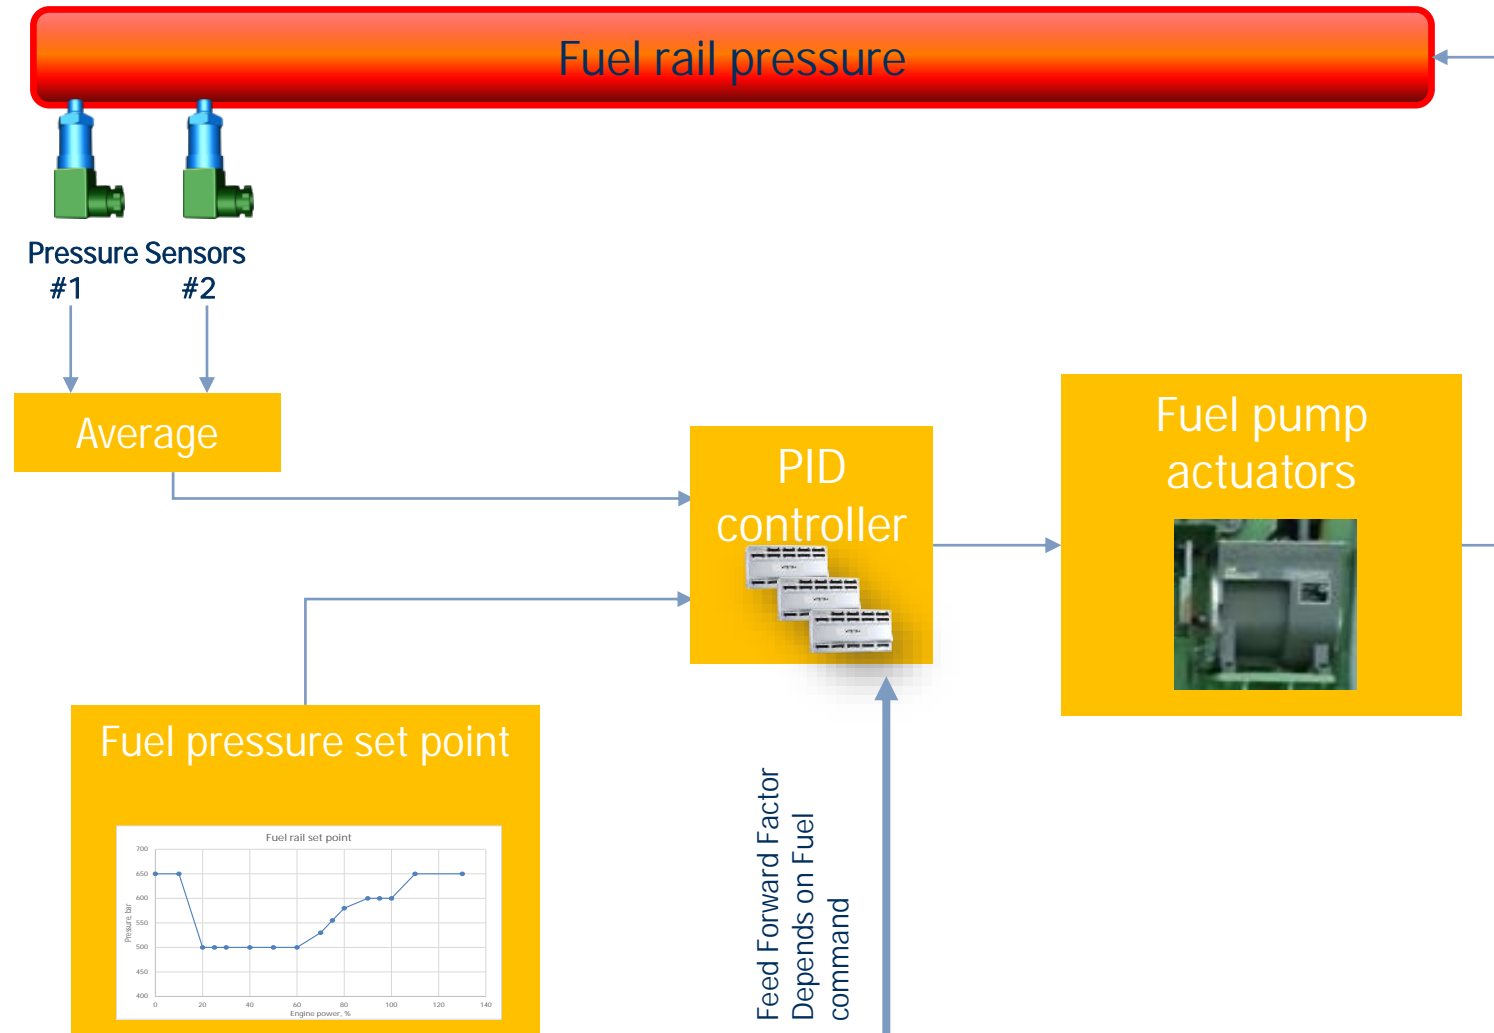 Fuel rail pressure
Pressure Sensors
#1 #2
Average
PID
controller
Fuel pump
actuators
Fuel pressure set point
Fuel rail set point
700
650
600
550
500
450
400
Pressure, bar
0 20 40 60 80 100 120 140
Engine power, %
Feed Forward Factor
Depends on Fuel
command